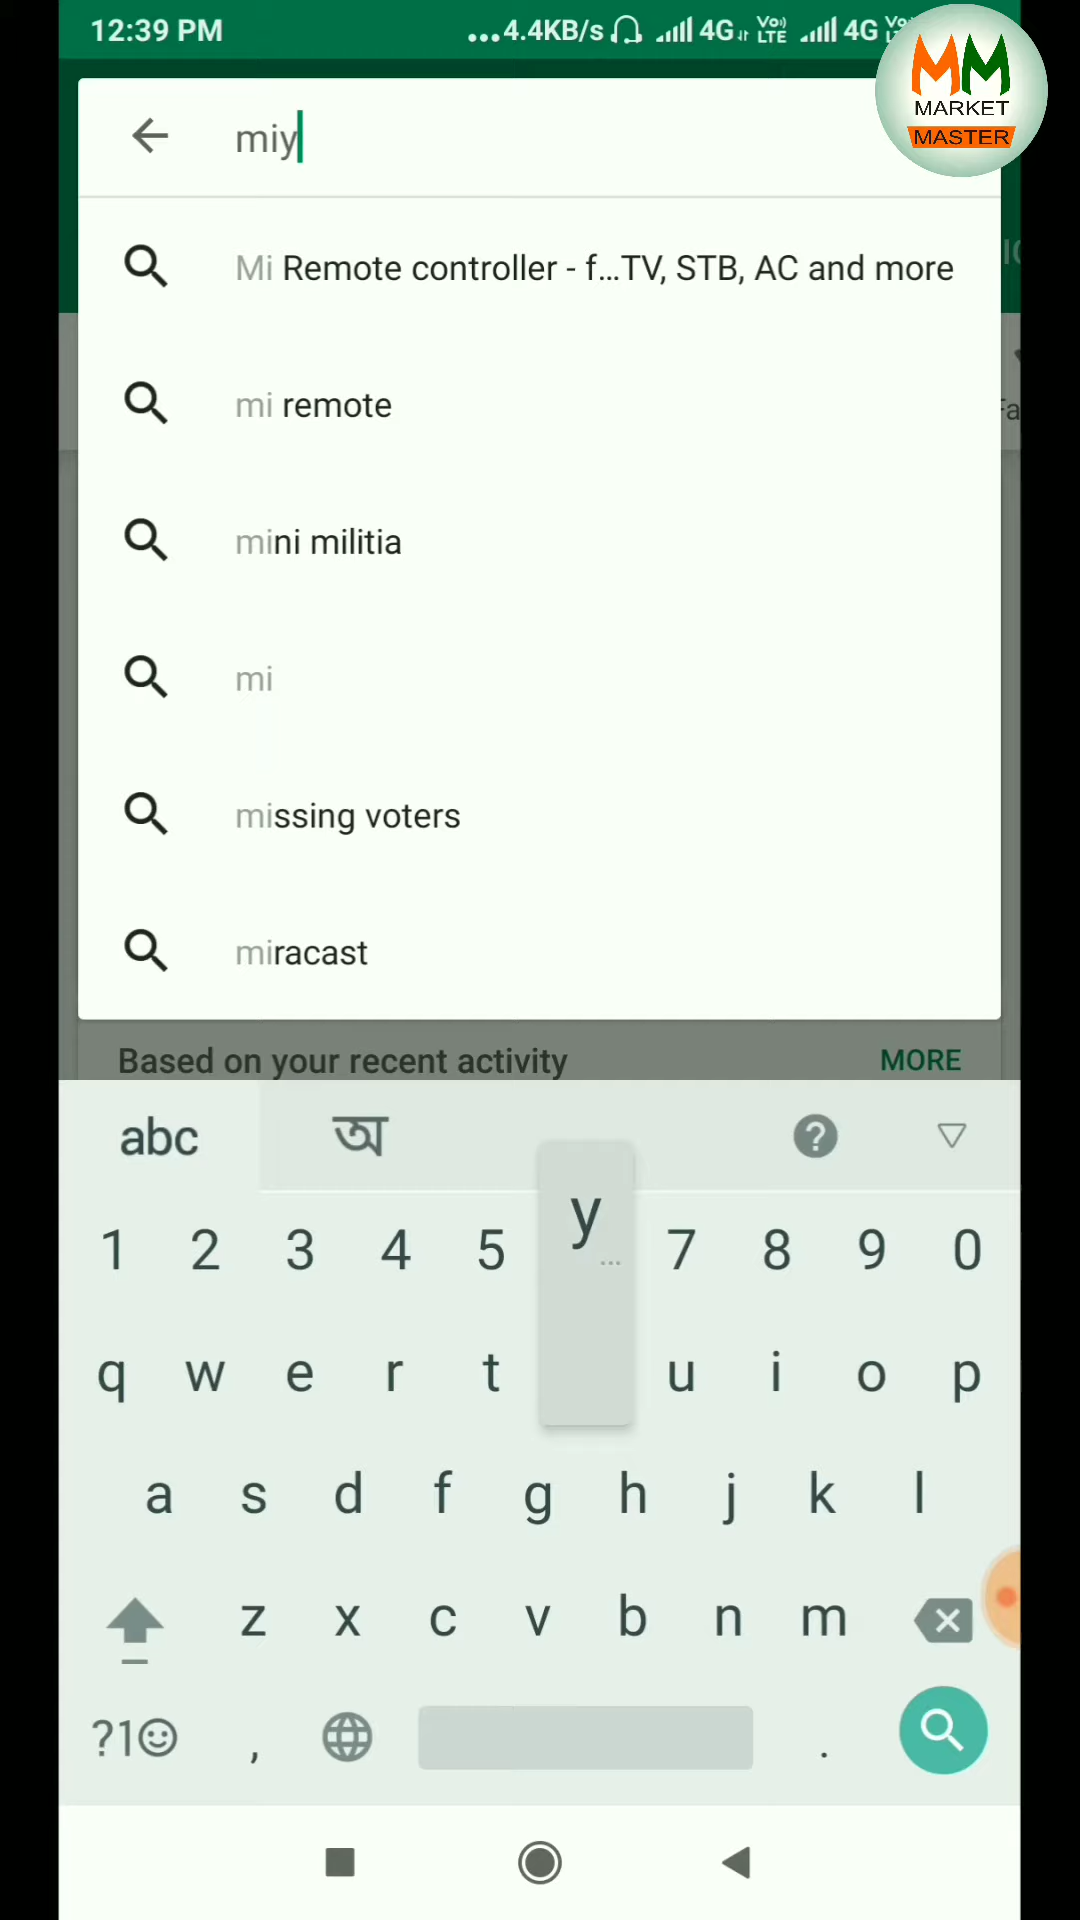 12:39 PM
...4.4KB/s 4G VoLTE 4G
MM
MARKET
MASTER
miy
Mi Remote controller - f...TV, STB, AC and more
mi remote
mini militia
mi
missing voters
miracast
Based on your recent activity MORE
abc অ ?
1 2 3 4 5 y 7 8 9 0
...
q w e r t u i o p
a s d f g h j k l
z x c v b n m
?1☺ , .